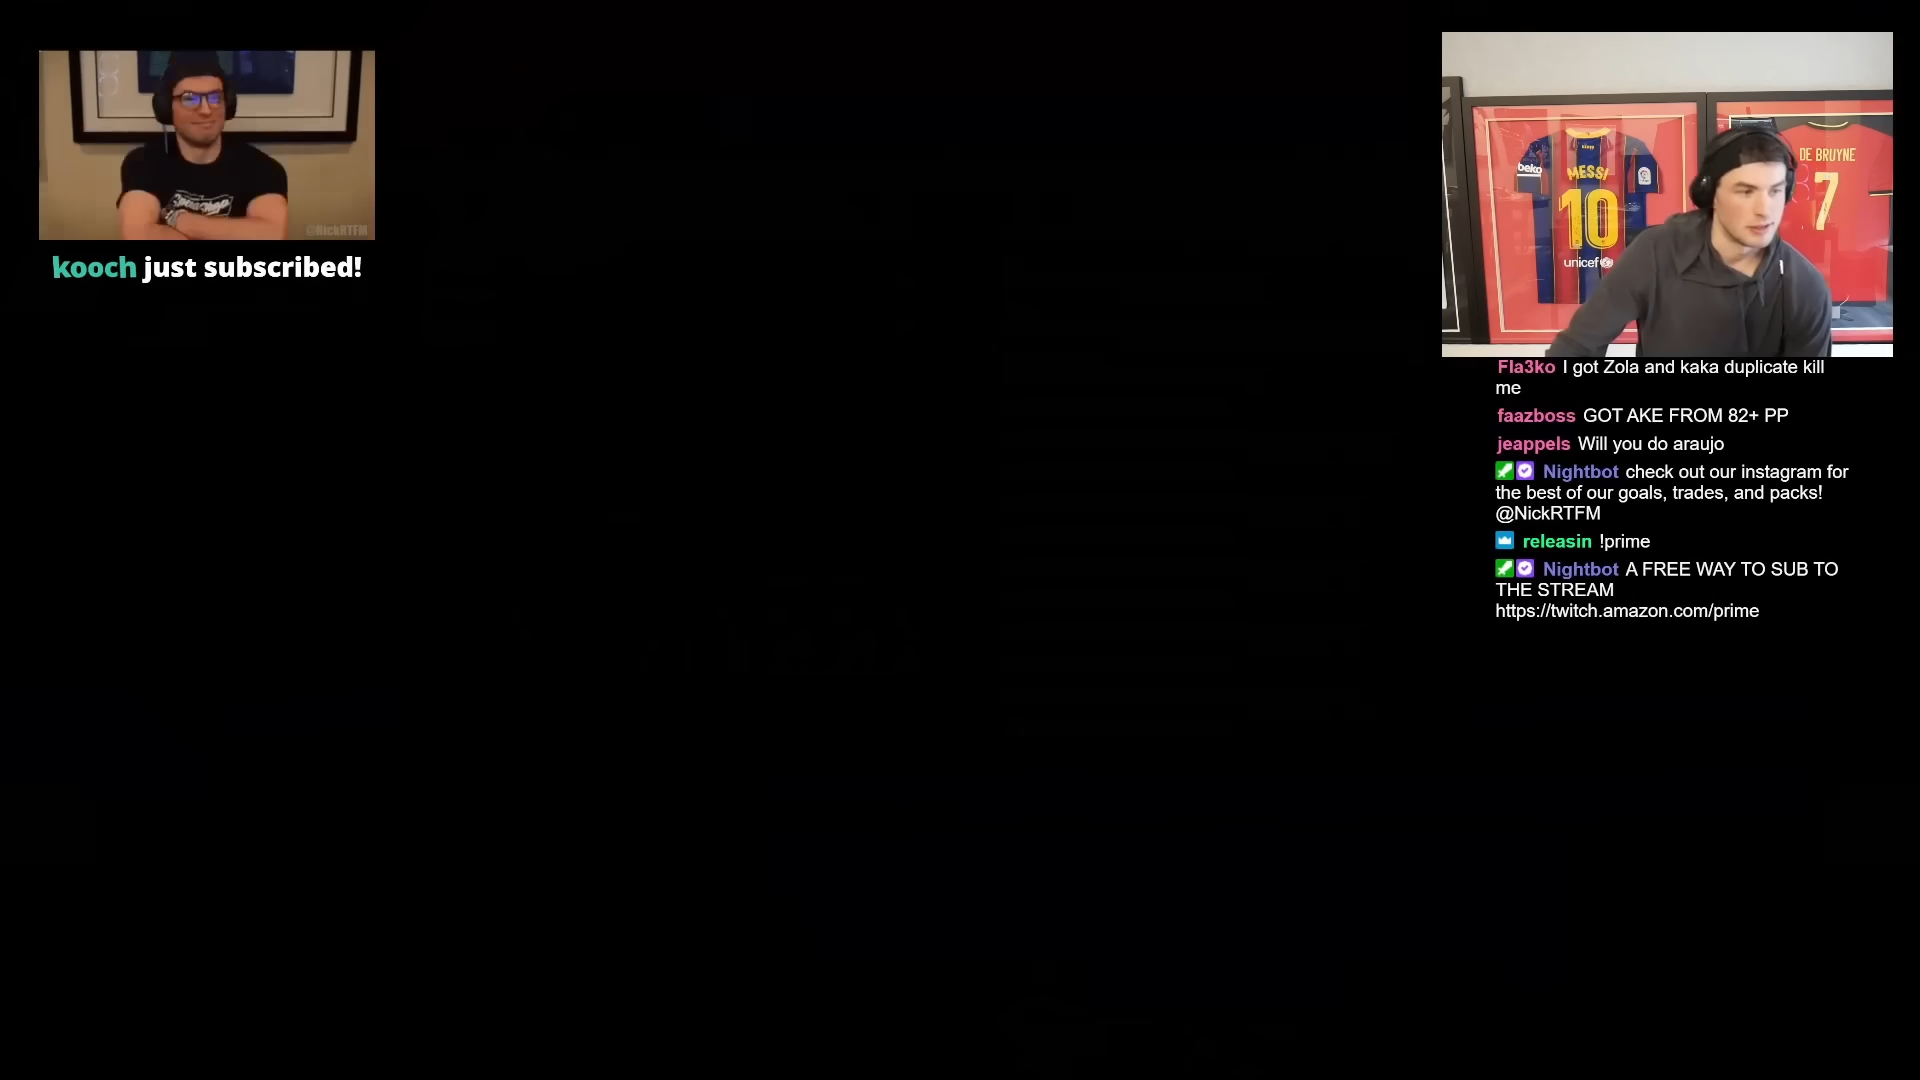 @NickRTFM
kooch just subscribed!
beko
MESSI
10
unicef
DE BRUYNE
7
Fla3ko I got Zola and kaka duplicate kill
me
faazboss GOT AKE FROM 82+ PP
jeappels Will you do araujo
Nightbot check out our instagram for
the best of our goals, trades, and packs!
@NickRTFM
releasin !prime
Nightbot A FREE WAY TO SUB TO
THE STREAM
https://twitch.amazon.com/prime